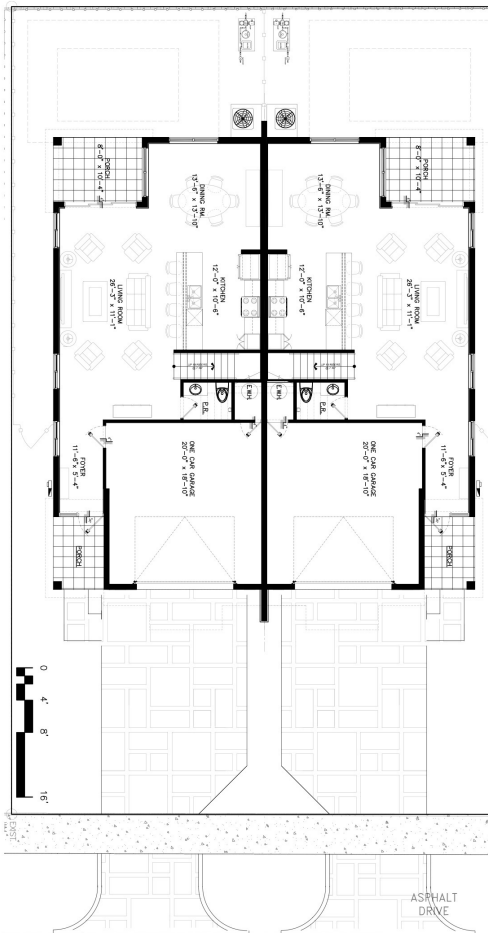 PORCH
8'-0" x 10'-4"
DINING RM.
13'-6" x 13'-10"
DINING RM.
13'-6" x 13'-10"
PORCH
8'-0" x 10'-4"
KITCHEN
12'-0" x 10'-6"
KITCHEN
12'-0" x 10'-6"
LIVING ROOM
26'-3" x 11'-1"
LIVING ROOM
26'-3" x 11'-1"
P.R.
E.W.H.
E.W.H.
P.R.
FOYER
11'-6" x 5'-4"
ONE CAR GARAGE
20'-0" x 18'-10"
ONE CAR GARAGE
20'-0" x 18'-10"
FOYER
11'-6" x 5'-4"
PORCH
PORCH
0
4'
8'
16'
EXIST.
ASPHALT
DRIVE